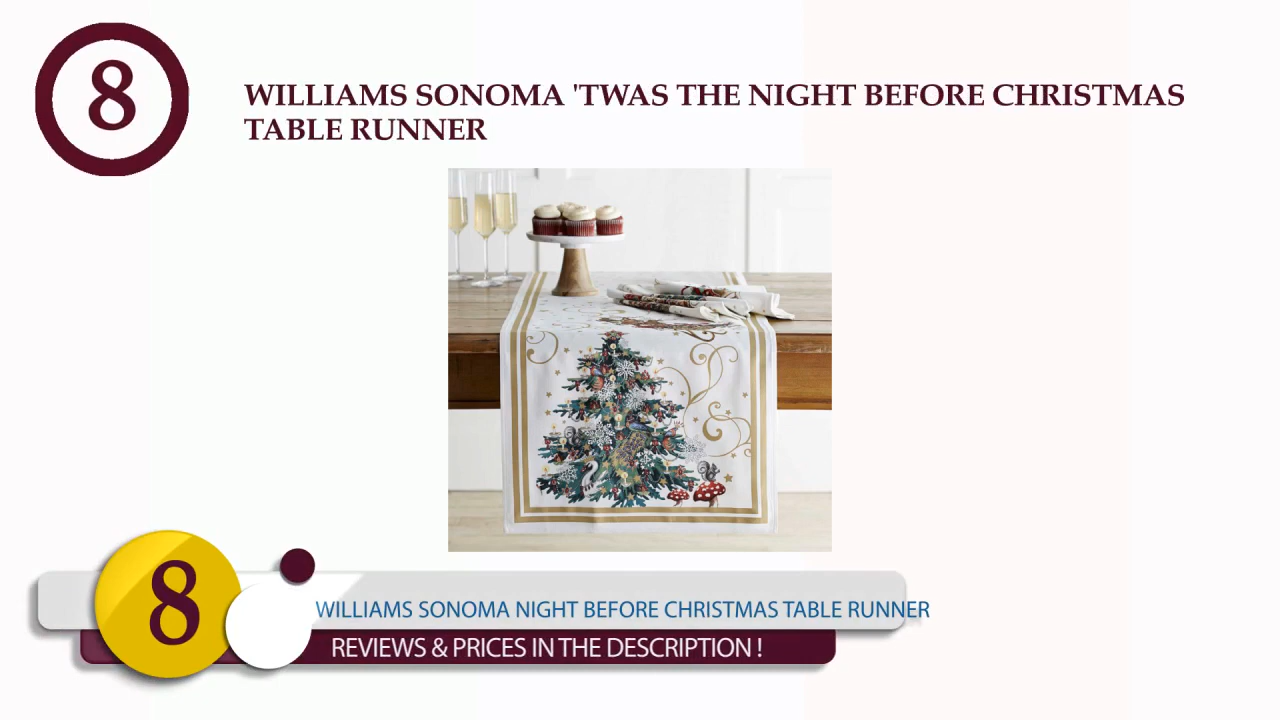 8
WILLIAMS SONOMA 'TWAS THE NIGHT BEFORE CHRISTMAS
TABLE RUNNER
8
WILLIAMS SONOMA NIGHT BEFORE CHRISTMAS TABLE RUNNER
REVIEWS & PRICES IN THE DESCRIPTION !